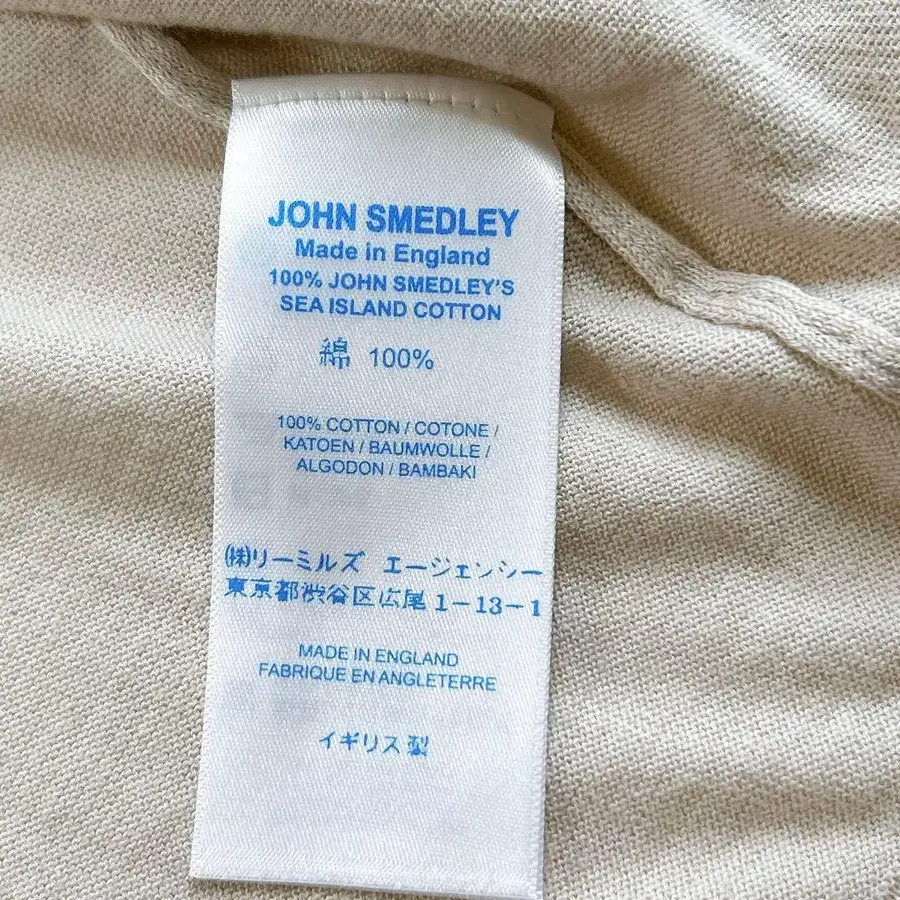 JOHN SMEDLEY
Made in England
100% JOHN SMEDLEY'S
SEA ISLAND COTTON
綿 100%
100% COTTON / COTONE /
KATOEN / BAUMWOLLE /
ALGODON / BAMBAKI
㈱リーミルズ エージェンシー
東京都渋谷区広尾1-13-1
MADE IN ENGLAND
FABRIQUE EN ANGLETERRE
イギリス製